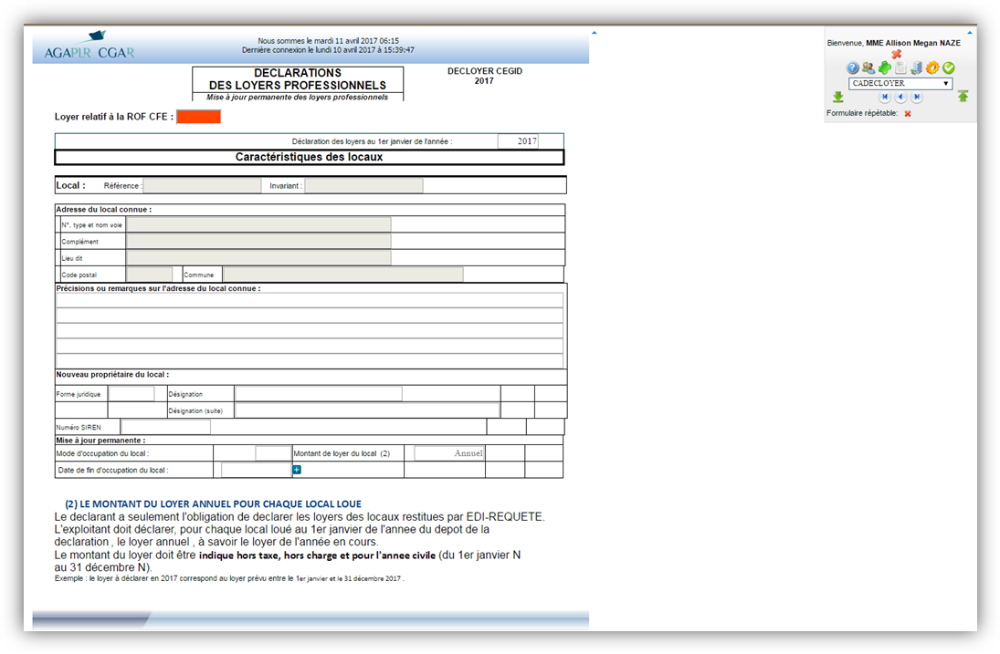 AGAPLR CGAR
Nous sommes le mardi 11 avril 2017 06:15
Dernière connexion le lundi 10 avril 2017 à 15:39:47
Bienvenue, MME Allison Megan NAZE
CADECLOYER
Formulaire répétable:
DECLARATIONS
DES LOYERS PROFESSIONNELS
Mise à jour permanente des loyers professionnels
DECLOYER CEGID
2017
Loyer relatif à la ROF CFE :
Déclaration des loyers au 1er janvier de l'année : 2017
Caractéristiques des locaux
Local : Référence : Invariant :
Adresse du local connue :
N°, type et nom voie
Complément
Lieu dit
Code postal Commune
Précisions ou remarques sur l'adresse du local connue :
Nouveau propriétaire du local :
Forme juridique Désignation
Désignation (suite)
Numéro SIREN
Mise à jour permanente :
Mode d'occupation du local : Montant de loyer du local (2) Annuel
Date de fin d'occupation du local :
(2) LE MONTANT DU LOYER ANNUEL POUR CHAQUE LOCAL LOUE
Le declarant a seulement l'obligation de declarer les loyers des locaux restitues par EDI-REQUETE.
L'exploitant doit déclarer, pour chaque local loué au 1er janvier de l'annee du depot de la
declaration , le loyer annuel , à savoir le loyer de l'année en cours.
Le montant du loyer doit être indique hors taxe, hors charge et pour l'annee civile (du 1er janvier N
au 31 décembre N).
Exemple : le loyer à déclarer en 2017 correspond au loyer prévu entre le 1er janvier et le 31 décembre 2017 .